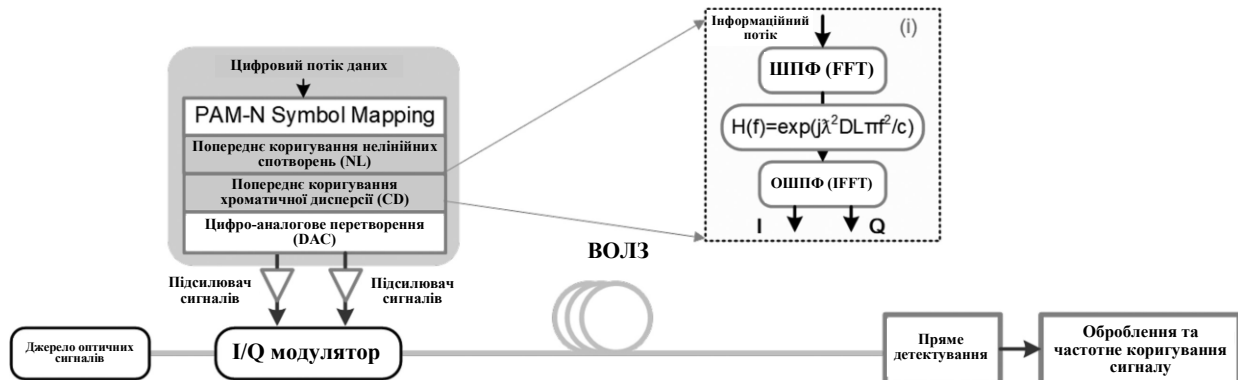 Цифровий потік даних
PAM-N Symbol Mapping
Попереднє коригування нелінійних
спотворень (NL)
Попереднє коригування
хроматичної дисперсії (CD)
Цифро-аналогове перетворення
(DAC)
Підсилювач
сигналів
Підсилювач
сигналів
Інформаційний
потік
(i)
ШПФ (FFT)
H(f)=exp(jλ²DLπf²/c)
ОШПФ (IFFT)
I
Q
ВОЛЗ
Джерело оптичних
сигналів
I/Q модулятор
Пряме
детектування
Оброблення та
частотне коригування
сигналу